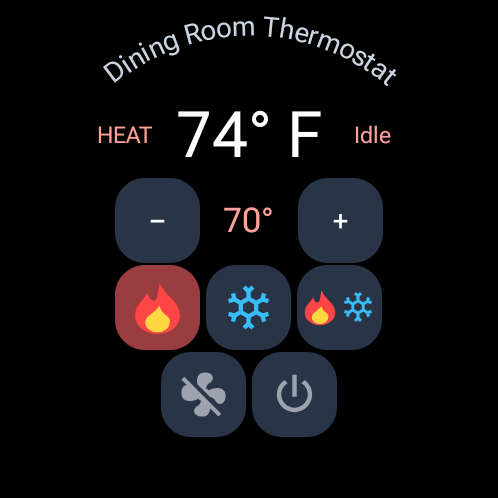 Dining Room Thermostat
HEAT 74° F Idle
− 70° +